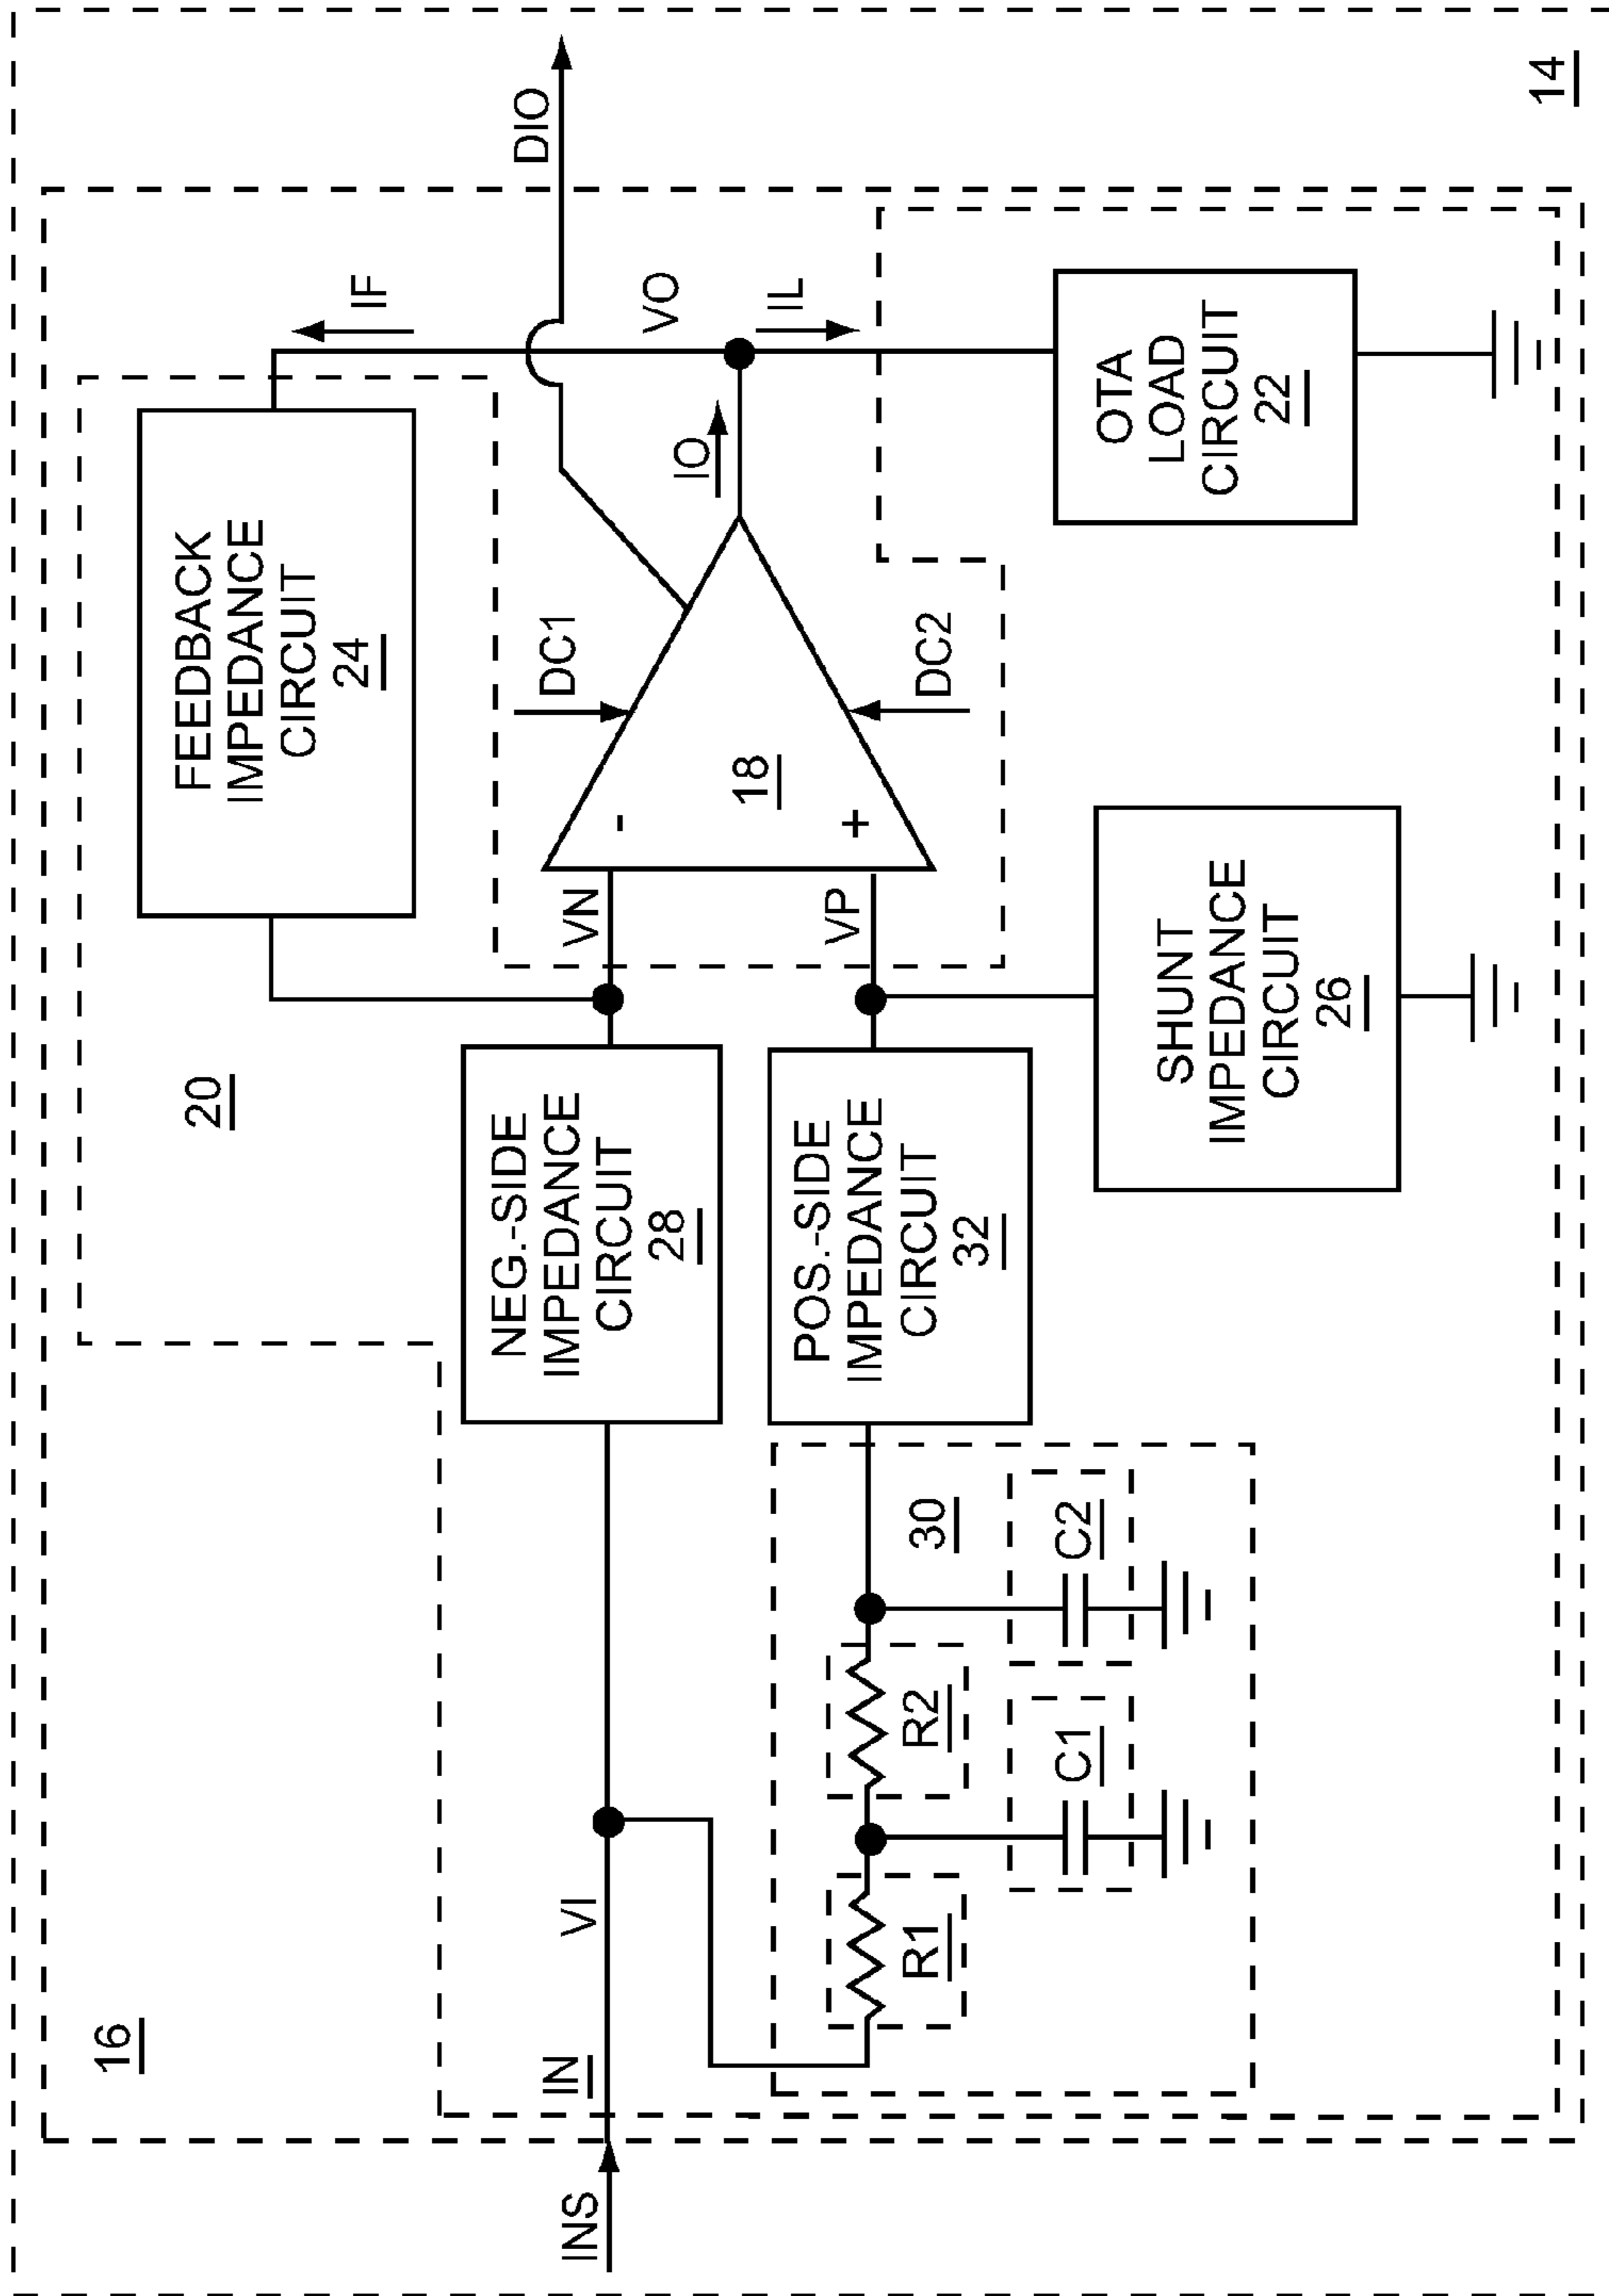 14
16
20
FEEDBACK
IMPEDANCE
CIRCUIT
24
IF
DIO
VO
IL
IO
DC1
DC2
18
-
+
VN
VP
NEG.-SIDE
IMPEDANCE
CIRCUIT
28
POS.-SIDE
IMPEDANCE
CIRCUIT
32
INS
IN
VI
R1
R2
30
C1
C2
SHUNT
IMPEDANCE
CIRCUIT
26
OTA
LOAD
CIRCUIT
22